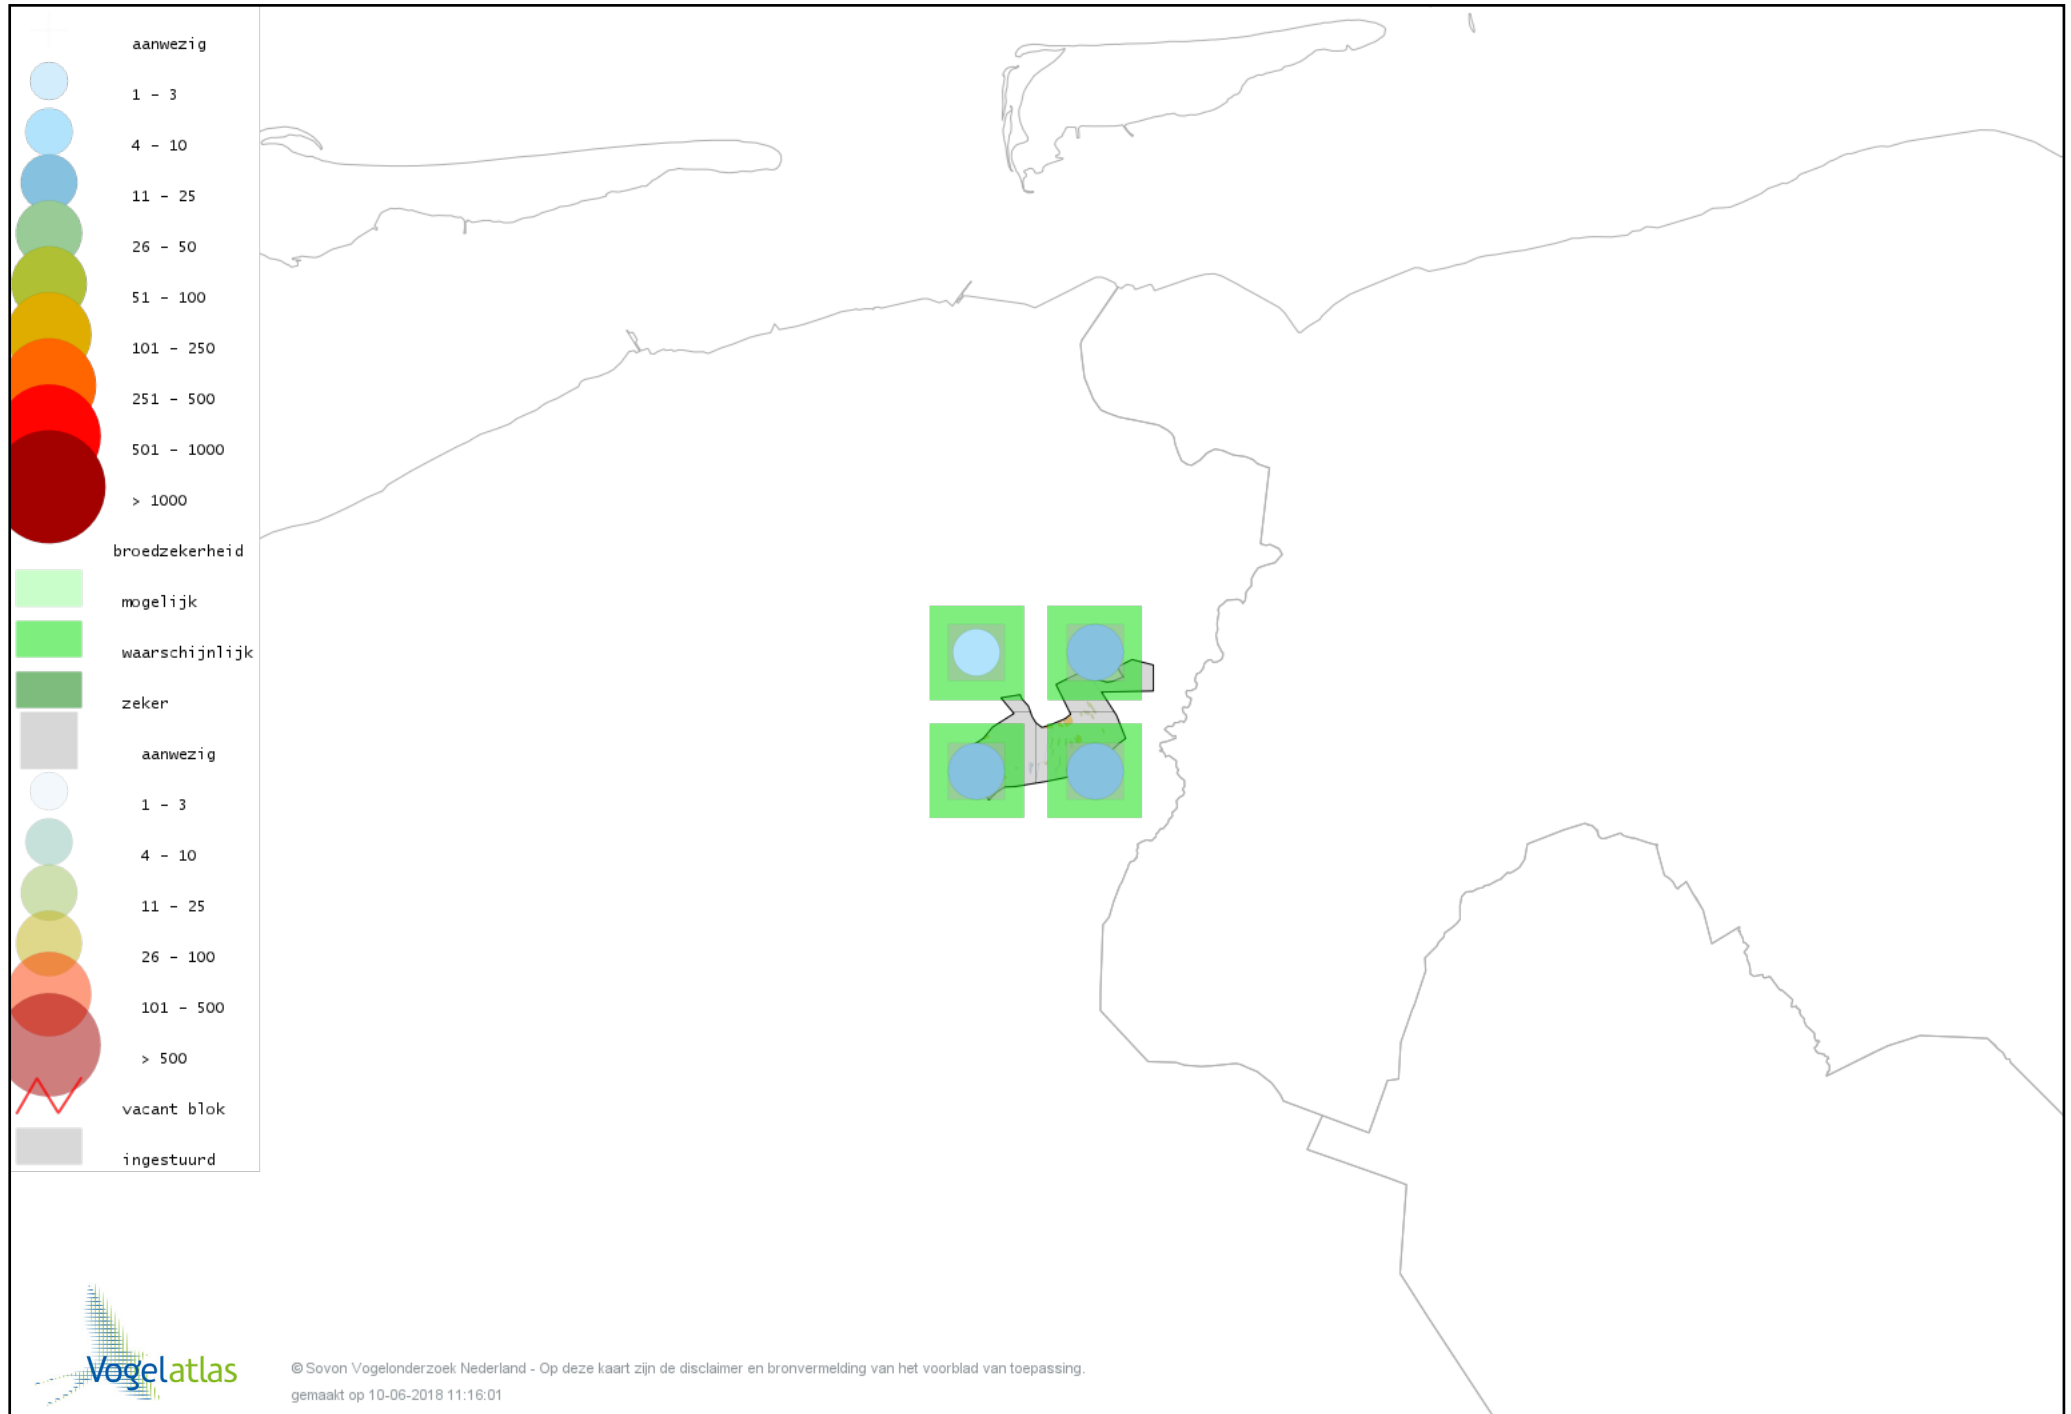 aanwezig
1 - 3
4 - 10
11 - 25
26 - 50
51 - 100
101 - 250
251 - 500
501 - 1000
> 1000
broedzekerheid
mogelijk
waarschijnlijk
zeker
aanwezig
1 - 3
4 - 10
11 - 25
26 - 100
101 - 500
> 500
vacant blok
ingestuurd
Vogelatlas
© Sovon Vogelonderzoek Nederland - Op deze kaart zijn de disclaimer en bronvermelding van het voorblad van toepassing.
gemaakt op 10-06-2018 11:16:01